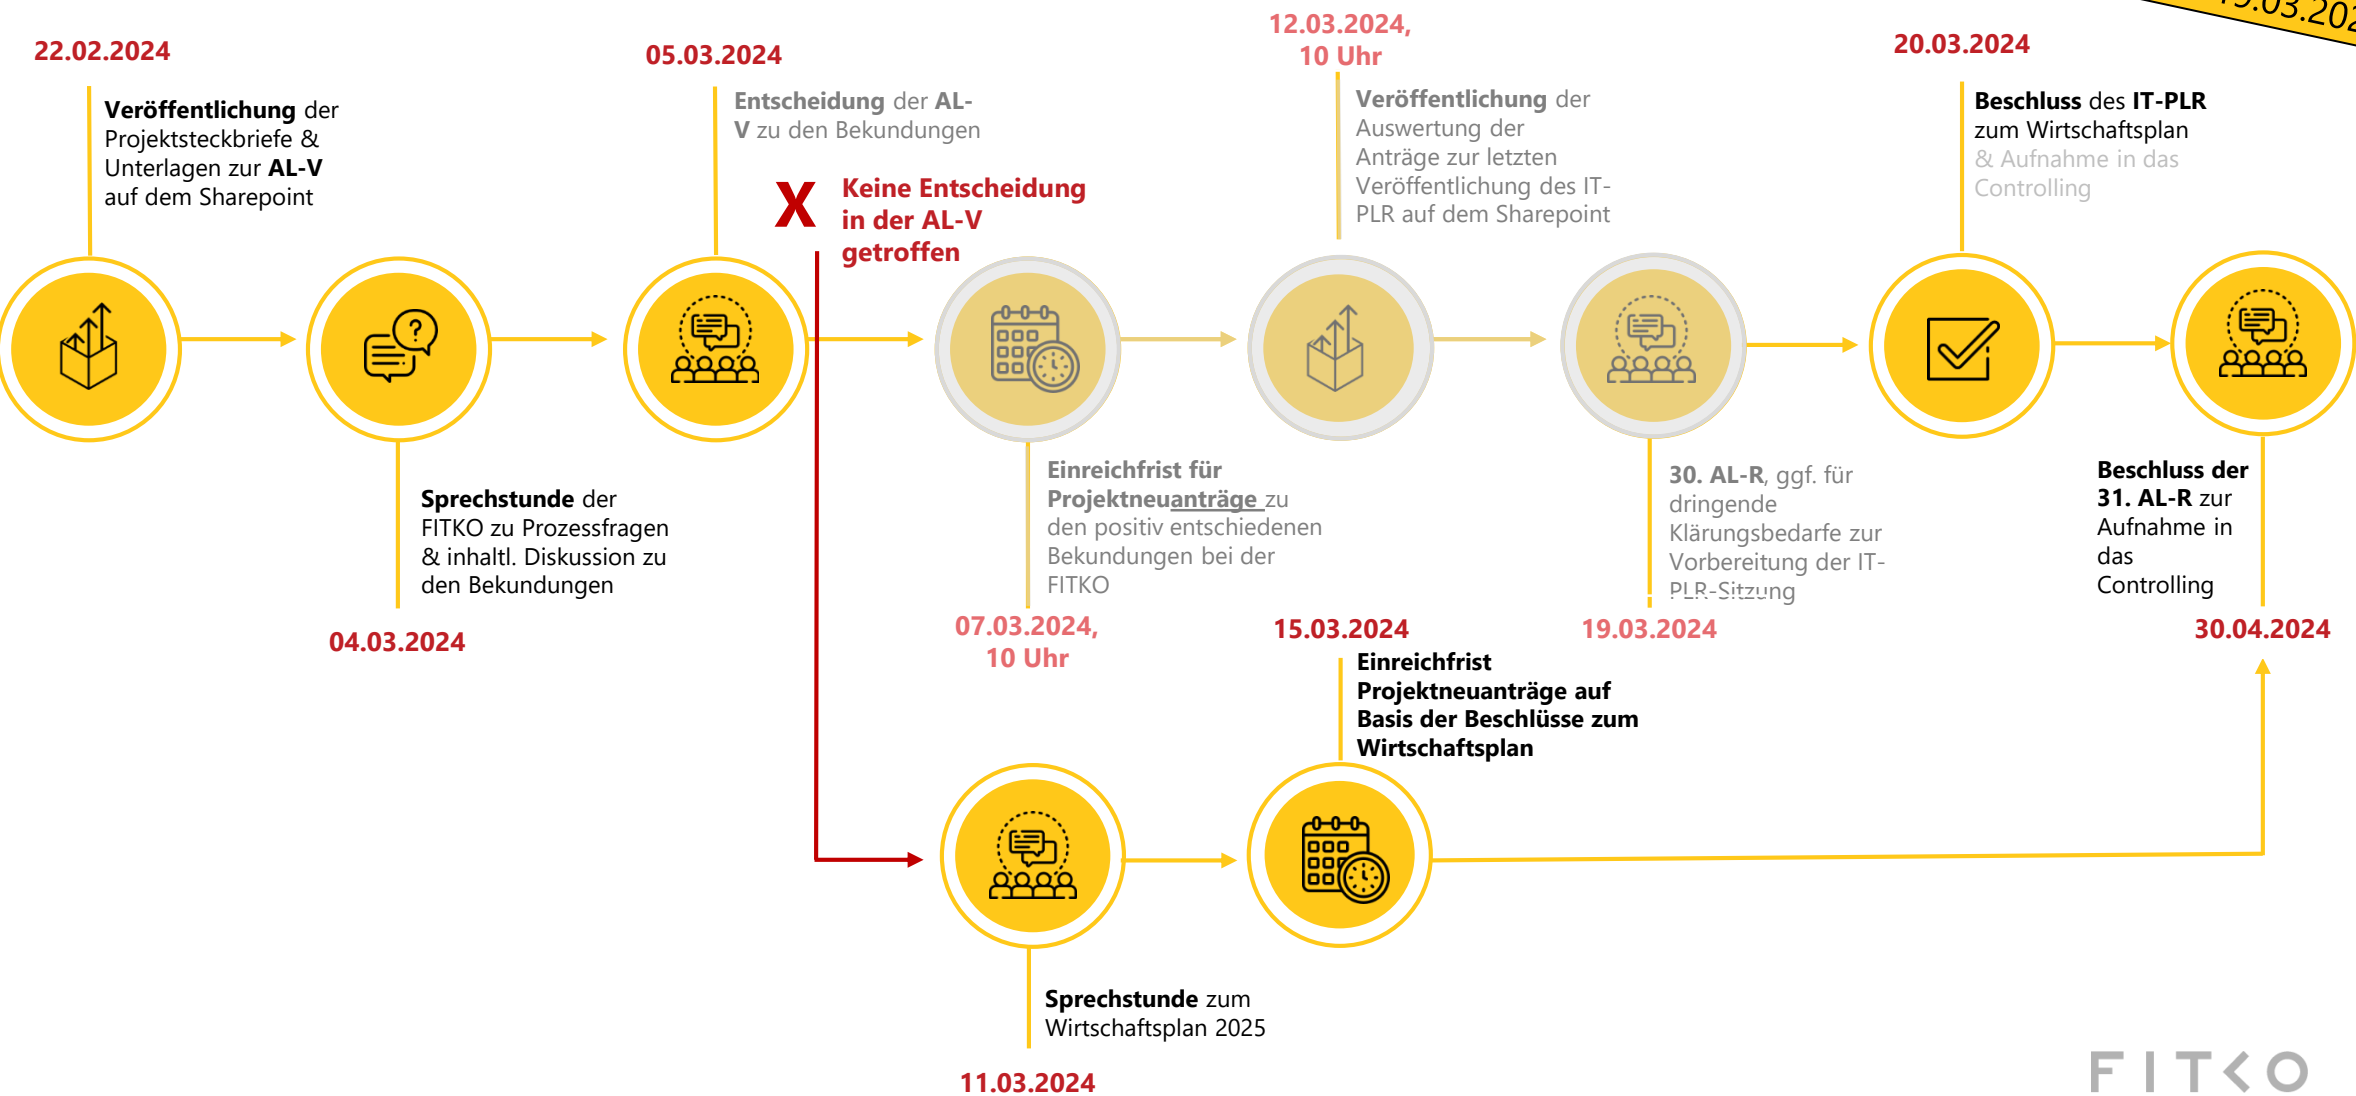 22.02.2024
Veröffentlichung der
Projektsteckbriefe &
Unterlagen zur AL-V
auf dem Sharepoint
Sprechstunde der
FITKO zu Prozessfragen
& inhaltl. Diskussion zu
den Bekundungen
04.03.2024
05.03.2024
Entscheidung der AL-
V zu den Bekundungen
X
Keine Entscheidung
in der AL-V
getroffen
Einreichfrist für
Projektneuanträge zu
den positiv entschiedenen
Bekundungen bei der
FITKO
07.03.2024,
10 Uhr
12.03.2024,
10 Uhr
Veröffentlichung der
Auswertung der
Anträge zur letzten
Veröffentlichung des IT-
PLR auf dem Sharepoint
30. AL-R, ggf. für
dringende
Klärungsbedarfe zur
Vorbereitung der IT-
PLR-Sitzung
19.03.2024
20.03.2024
Beschluss des IT-PLR
zum Wirtschaftsplan
& Aufnahme in das
Controlling
Beschluss der
31. AL-R zur
Aufnahme in
das
Controlling
30.04.2024
15.03.2024
Einreichfrist
Projektneuanträge auf
Basis der Beschlüsse zum
Wirtschaftsplan
Sprechstunde zum
Wirtschaftsplan 2025
11.03.2024
FITKO